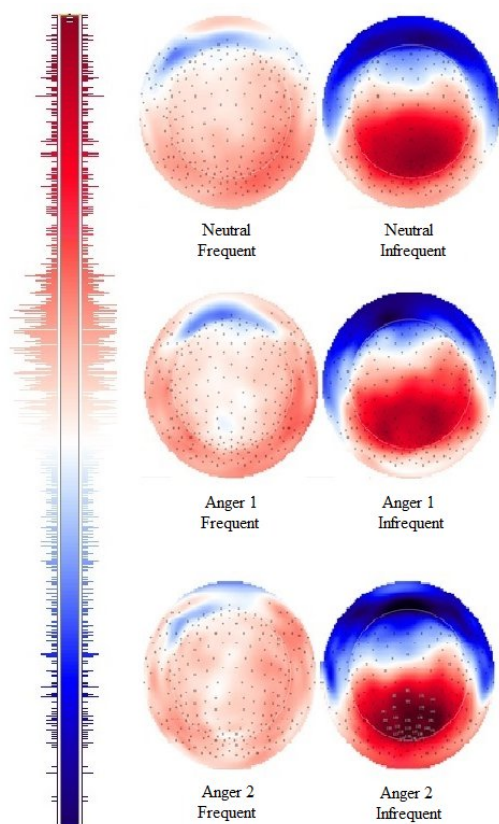 Neutral
Frequent
Neutral
Infrequent
Anger 1
Frequent
Anger 1
Infrequent
Anger 2
Frequent
Anger 2
Infrequent